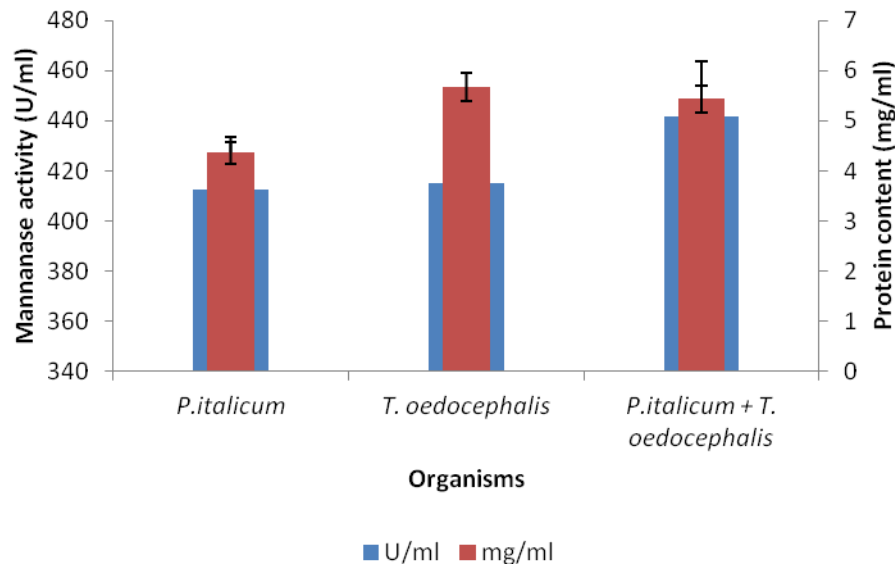 Mannanase activity (U/ml)
480
460
440
420
400
380
360
340
7
6
5
4
3
2
1
0
Protein content (mg/ml)
P.italicum
T. oedocephalis
P.italicum + T.
oedocephalis
Organisms
U/ml
mg/ml